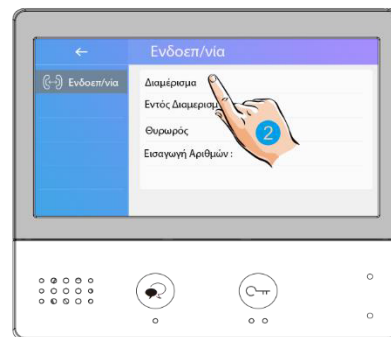 ← Ενδοεπ/νία
Ενδοεπ/νία
Διαμέρισμα
Εντός Διαμερισμ
Θυρωρός
Εισαγωγή Αριθμών :
2